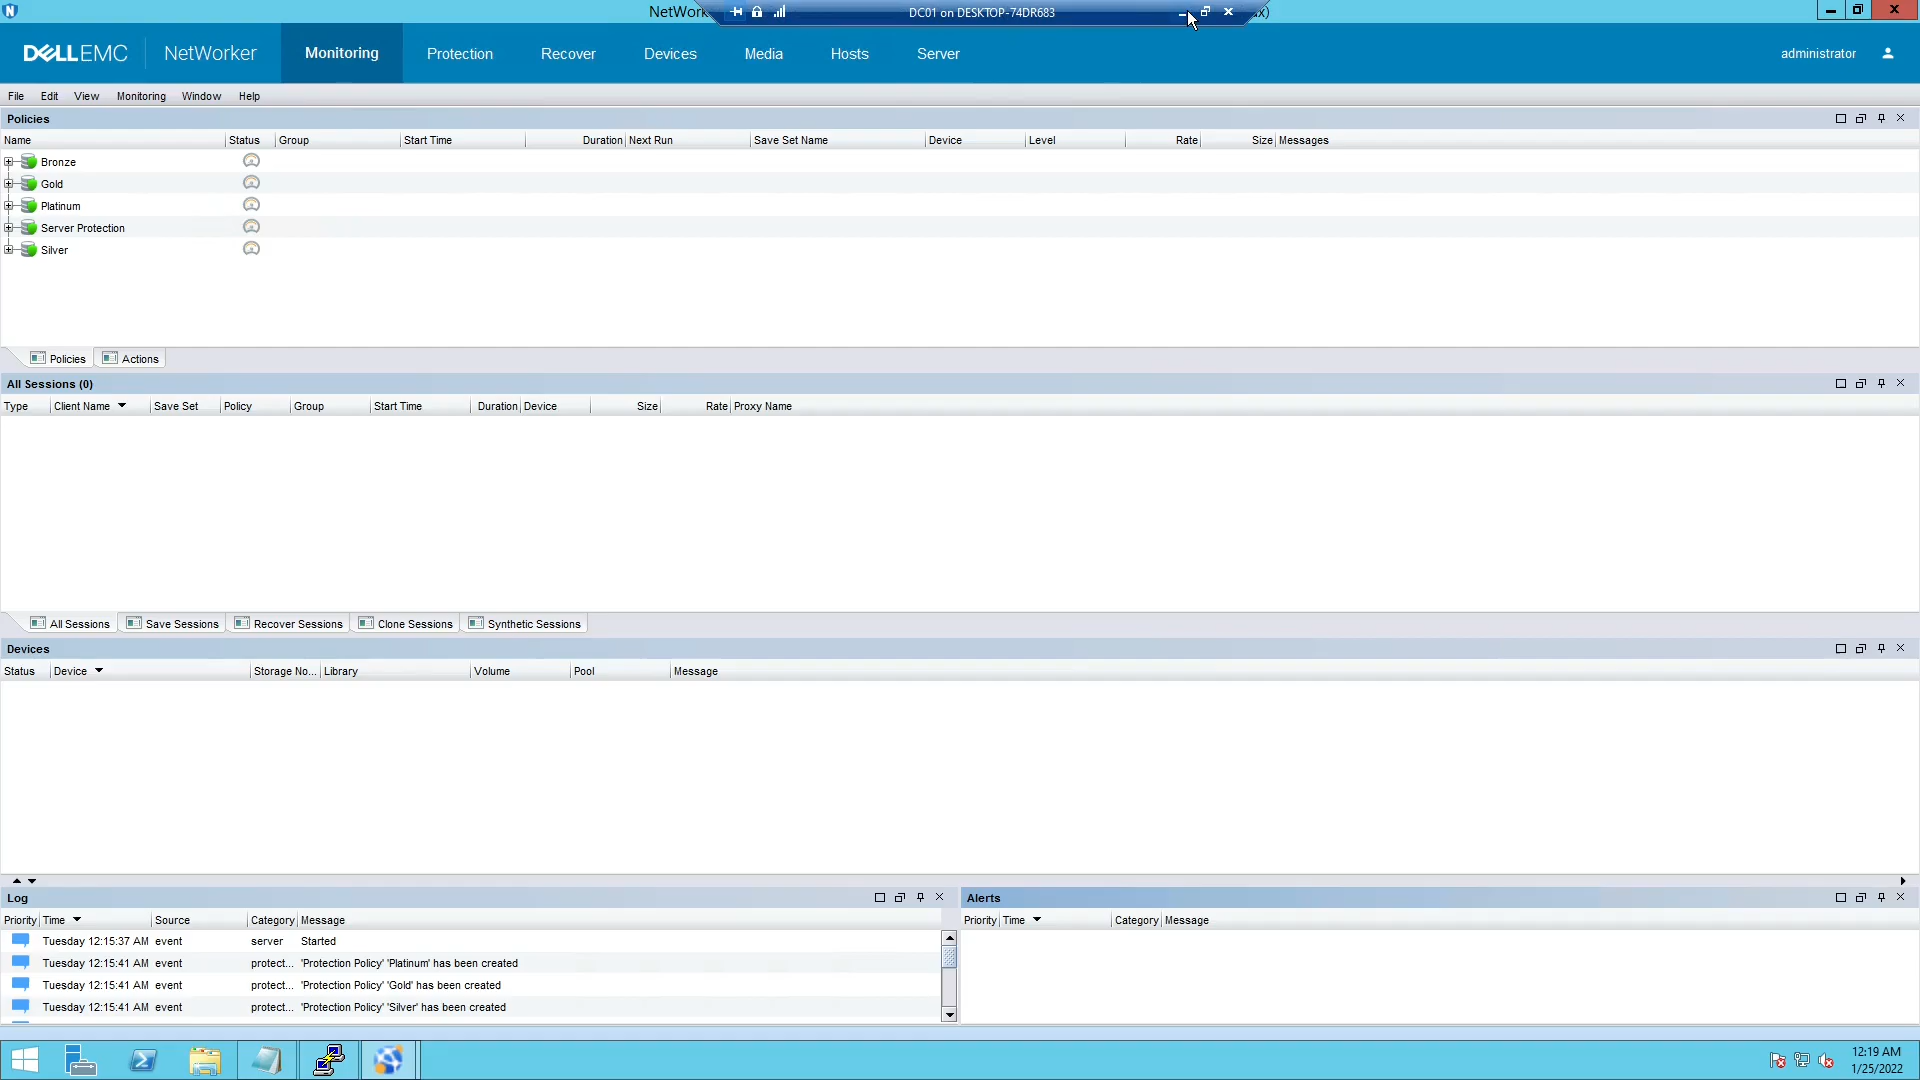 NetWork
DC01 on DESKTOP-74DR683
x)
DELLEMC NetWorker Monitoring Protection Recover Devices Media Hosts Server administrator
File Edit View Monitoring Window Help
Policies
Name Status Group Start Time Duration Next Run Save Set Name Device Level Rate Size Messages
Bronze
Gold
Platinum
Server Protection
Silver
Policies Actions
All Sessions (0)
Type Client Name Save Set Policy Group Start Time Duration Device Size Rate Proxy Name
All Sessions Save Sessions Recover Sessions Clone Sessions Synthetic Sessions
Devices
Status Device Storage No... Library Volume Pool Message
Log
Priority Time Source Category Message
Tuesday 12:15:37 AM event server Started
Tuesday 12:15:41 AM event protect... 'Protection Policy' 'Platinum' has been created
Tuesday 12:15:41 AM event protect... 'Protection Policy' 'Gold' has been created
Tuesday 12:15:41 AM event protect... 'Protection Policy' 'Silver' has been created
Alerts
Priority Time Category Message
12:19 AM
1/25/2022